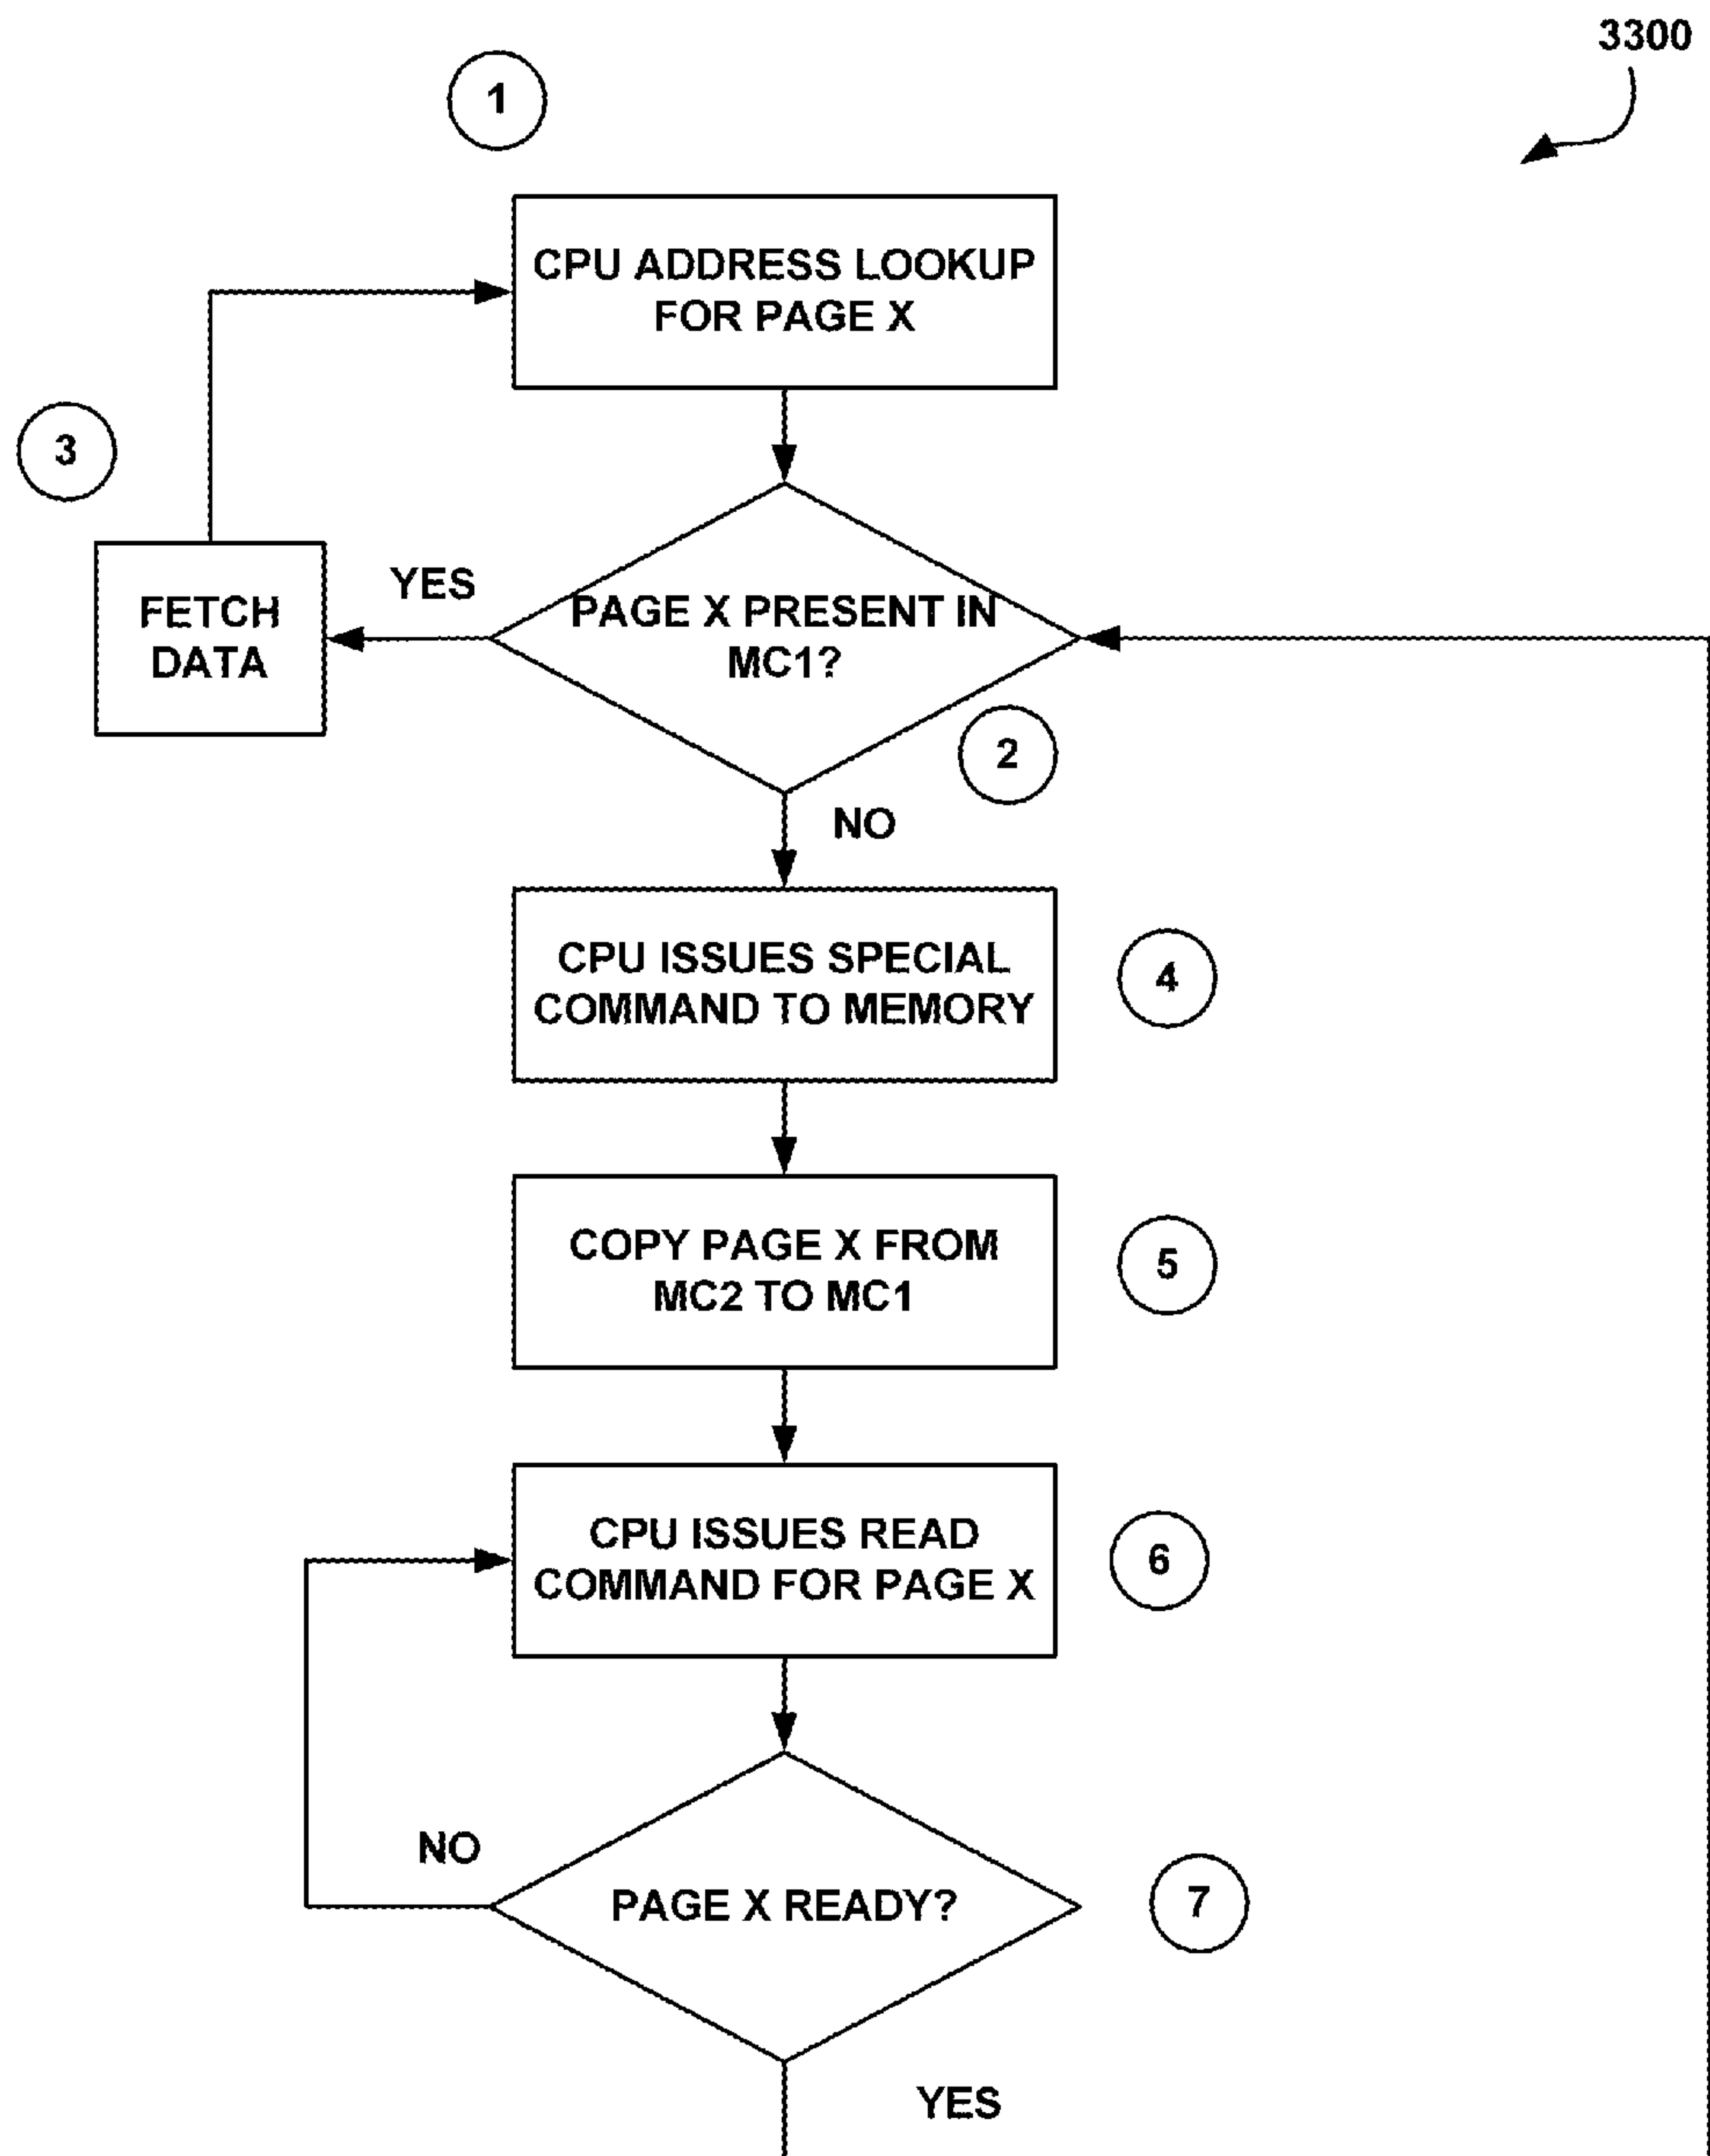 3300
1
CPU ADDRESS LOOKUP
FOR PAGE X
3
FETCH
DATA
YES
PAGE X PRESENT IN
MC1?
2
NO
CPU ISSUES SPECIAL
COMMAND TO MEMORY
4
COPY PAGE X FROM
MC2 TO MC1
5
CPU ISSUES READ
COMMAND FOR PAGE X
6
NO
PAGE X READY?
7
YES